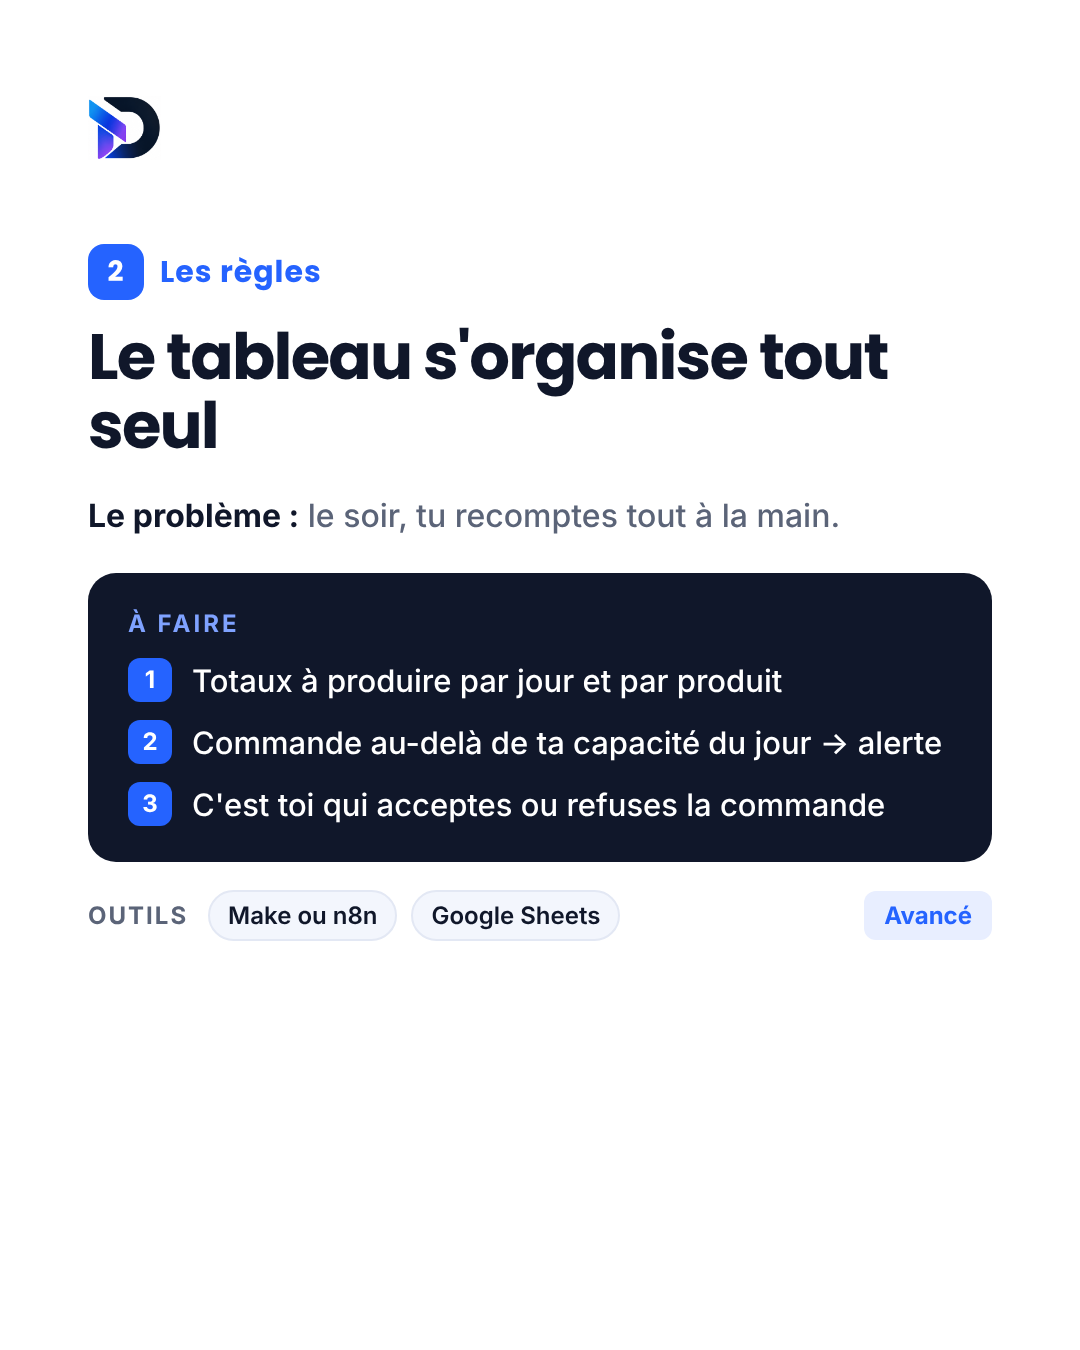 2 Les règles
Le tableau s'organise tout
seul
Le problème : le soir, tu recomptes tout à la main.
À FAIRE
1 Totaux à produire par jour et par produit
2 Commande au-delà de ta capacité du jour → alerte
3 C'est toi qui acceptes ou refuses la commande
OUTILS Make ou n8n Google Sheets Avancé